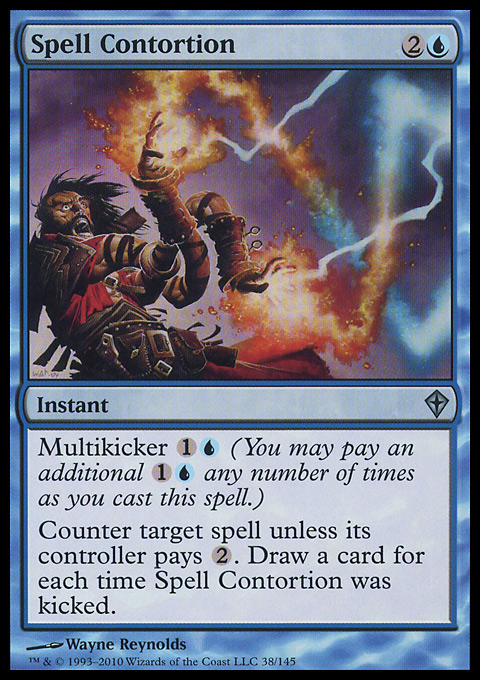 Spell Contortion 2
Instant
Multikicker 1 (You may pay an
additional 1 any number of times
as you cast this spell.)
Counter target spell unless its
controller pays 2. Draw a card for
each time Spell Contortion was
kicked.
Wayne Reynolds
™ & © 1993–2010 Wizards of the Coast LLC 38/145